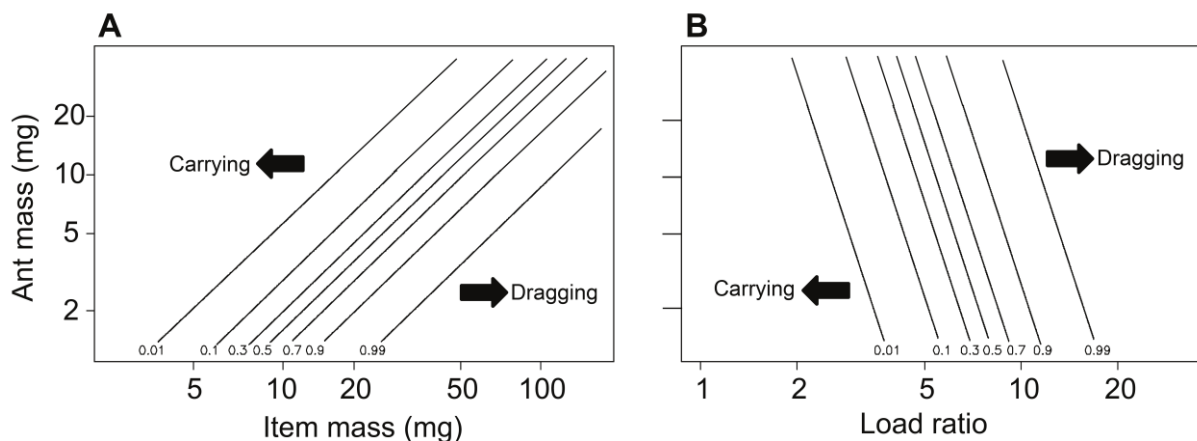 A
B
20
10
5
2
Ant mass (mg)
Carrying
Dragging
0.01 0.1 0.3 0.5 0.7 0.9 0.99
5 10 20 50 100
Item mass (mg)
Dragging
Carrying
0.01 0.1 0.3 0.5 0.7 0.9 0.99
1 2 5 10 20
Load ratio